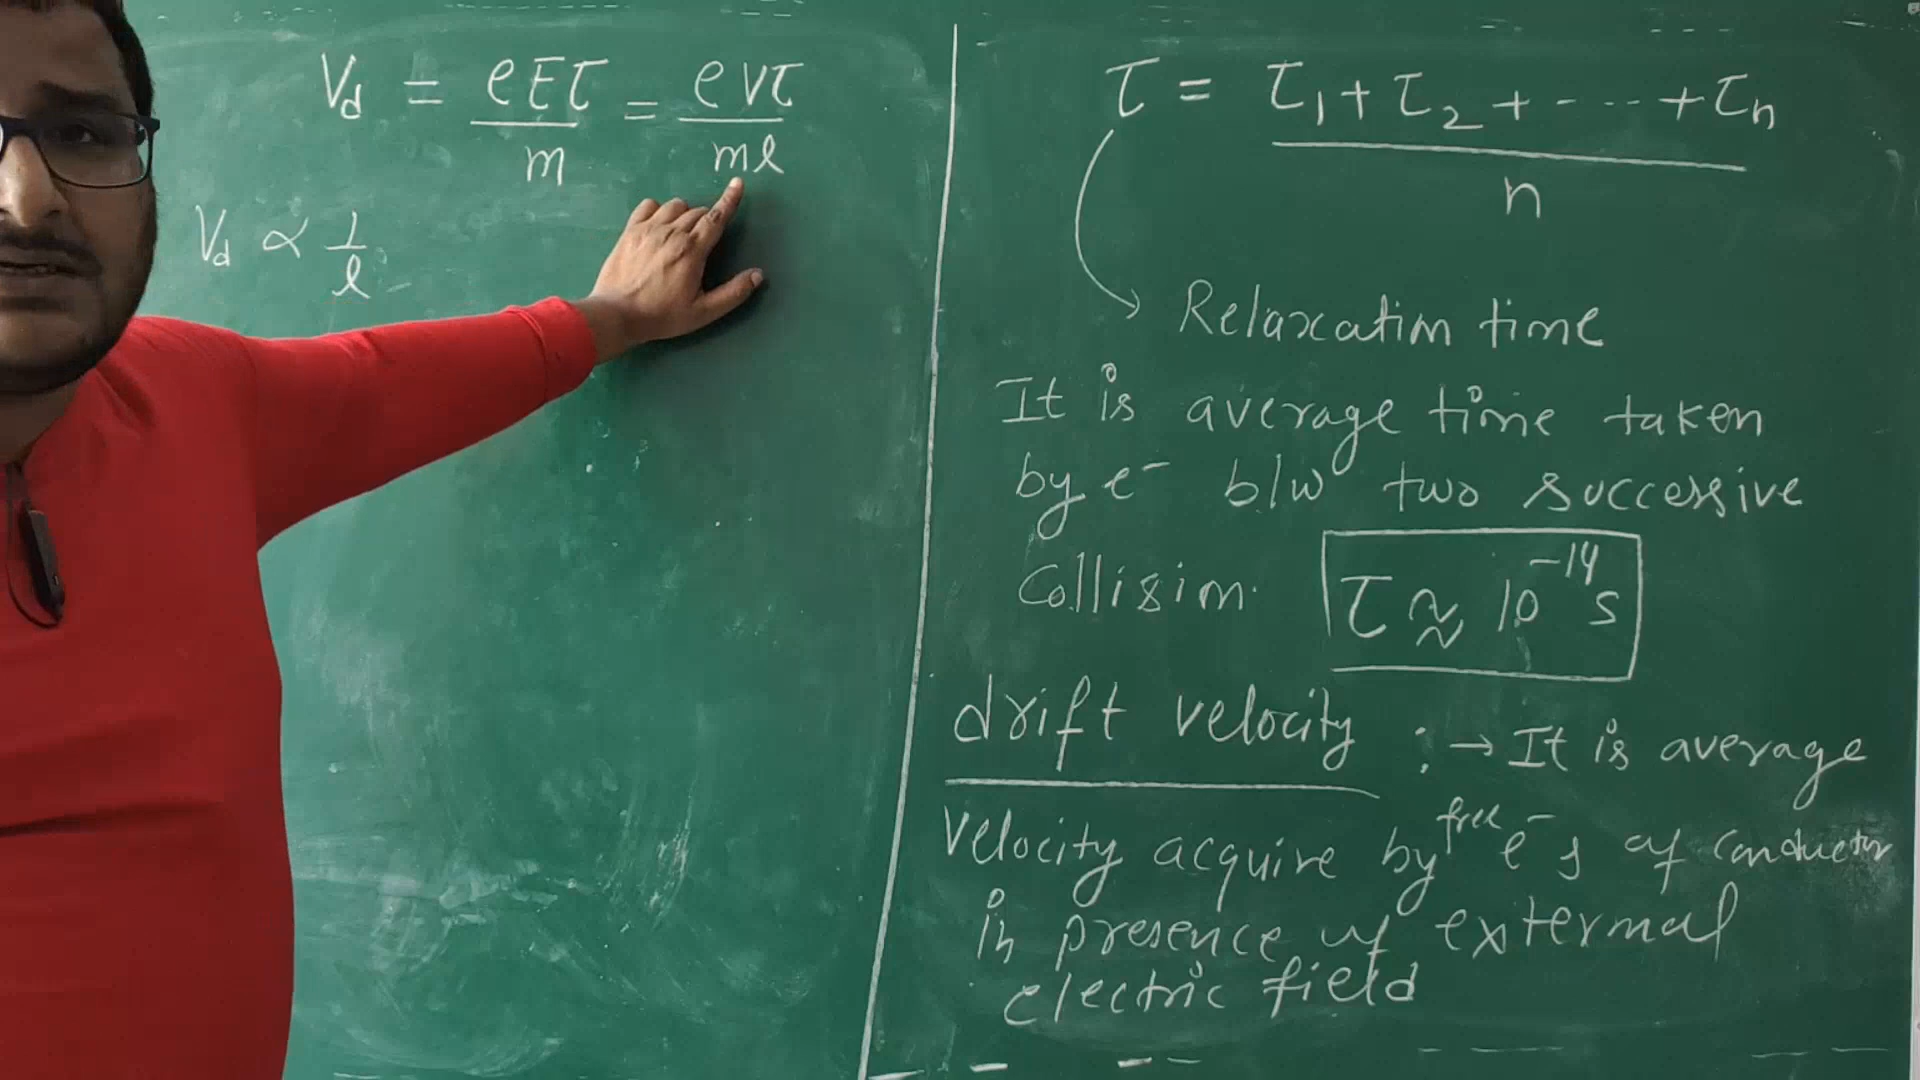 Vd = eEτ/m = eVτ/ml
Vd ∝ 1/l
τ = τ1 + τ2 + ---- + τn / n
Relaxation time
It is average time taken
by e⁻ b/w two successive
Collision.
τ ≈ 10⁻¹⁴ s
drift velocity : → It is average
Velocity acquire by free e⁻s of conductor
in presence of external
electric field